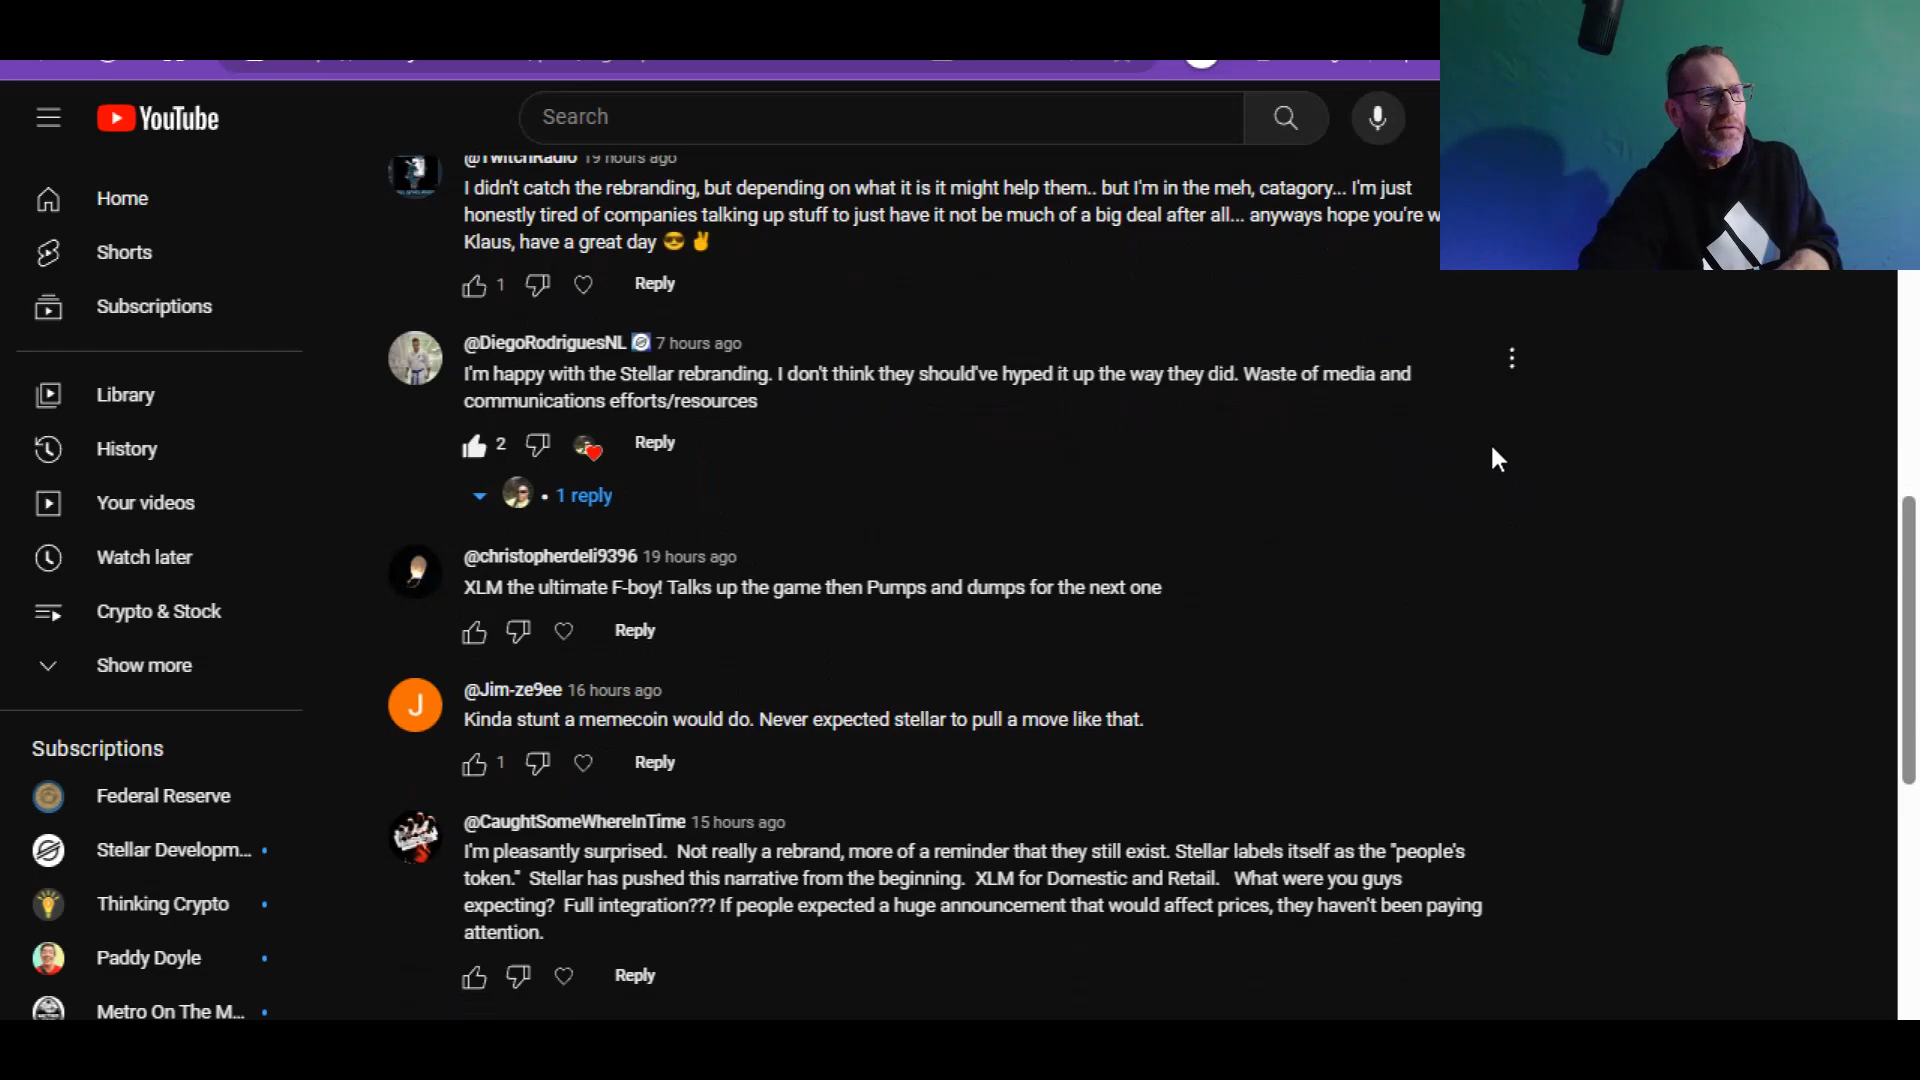 YouTube
Search
Home
Shorts
Subscriptions
Library
History
Your videos
Watch later
Crypto & Stock
Show more
Subscriptions
Federal Reserve
Stellar Developm...
Thinking Crypto
Paddy Doyle
Metro On The M...
@TwitchRadio 19 hours ago
I didn't catch the rebranding, but depending on what it is it might help them.. but I'm in the meh, catagory... I'm just
honestly tired of companies talking up stuff to just have it not be much of a big deal after all... anyways hope you're w
Klaus, have a great day 😎 ✌
1 Reply
@DiegoRodriguesNL 7 hours ago
I'm happy with the Stellar rebranding. I don't think they should've hyped it up the way they did. Waste of media and
communications efforts/resources
2 Reply
• 1 reply
@christopherdeli9396 19 hours ago
XLM the ultimate F-boy! Talks up the game then Pumps and dumps for the next one
Reply
J
@Jim-ze9ee 16 hours ago
Kinda stunt a memecoin would do. Never expected stellar to pull a move like that.
1 Reply
@CaughtSomeWhereInTime 15 hours ago
I'm pleasantly surprised.  Not really a rebrand, more of a reminder that they still exist. Stellar labels itself as the "people's
token."  Stellar has pushed this narrative from the beginning.  XLM for Domestic and Retail.   What were you guys
expecting?  Full integration??? If people expected a huge announcement that would affect prices, they haven't been paying
attention.
Reply